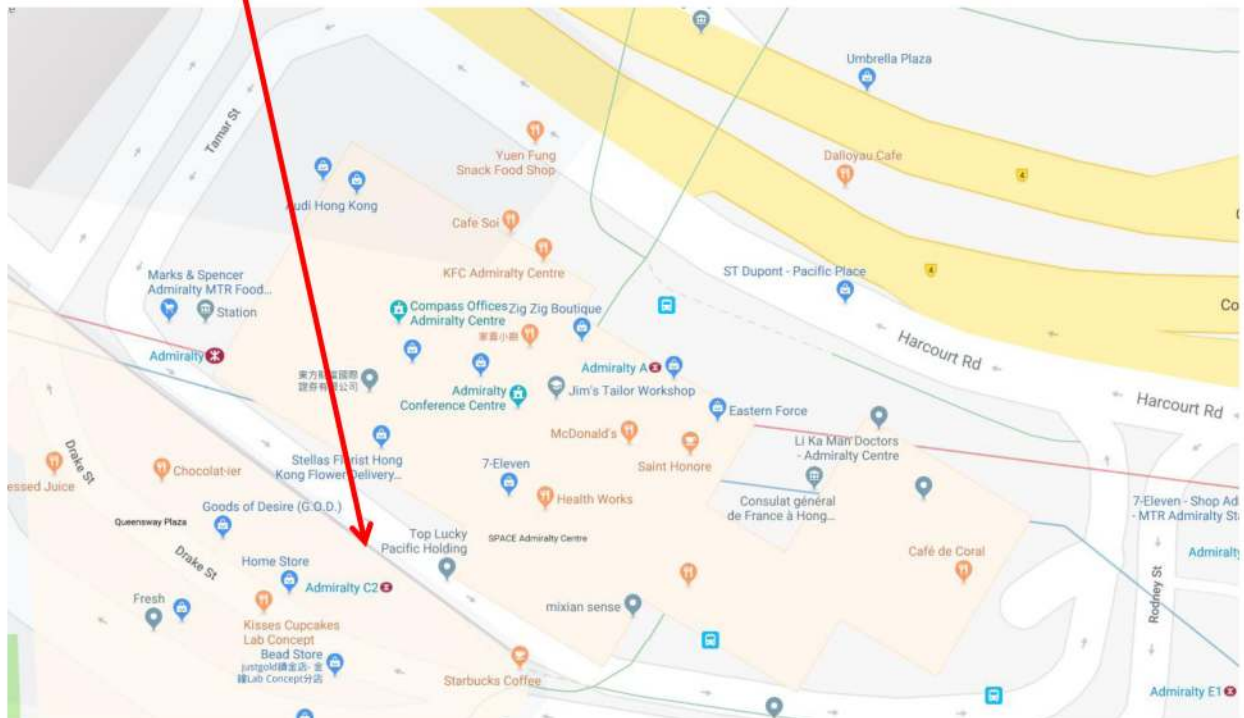 Umbrella Plaza
Tamar St
Yuen Fung
Snack Food Shop
Dalloyau Cafe
4
Audi Hong Kong
Cafe Soi
KFC Admiralty Centre
ST Dupont - Pacific Place
4
Marks & Spencer
Admiralty MTR Food...
Station
Compass Offices
Admiralty Centre
Zig Zig Boutique
Co
Harcourt Rd
Admiralty
Admiralty A
Jim's Tailor Workshop
Admiralty
Conference Centre
Harcourt Rd
Eastern Force
McDonald's
Li Ka Man Doctors
- Admiralty Centre
Drake St
Stellas Florist Hong
Kong Flower Delivery...
Saint Honore
essed Juice
Chocolat-ier
7-Eleven
Health Works
Consulat général
de France à Hong...
7-Eleven - Shop Ad
- MTR Admiralty Sta
Goods of Desire (G.O.D.)
Queensway Plaza
Top Lucky
Pacific Holding
SPACE Admiralty Centre
Café de Coral
Admiralty
Drake St
Home Store
Admiralty C2
Rodney St
Fresh
mixian sense
Kisses Cupcakes
Lab Concept
Bead Store
Starbucks Coffee
Admiralty E1